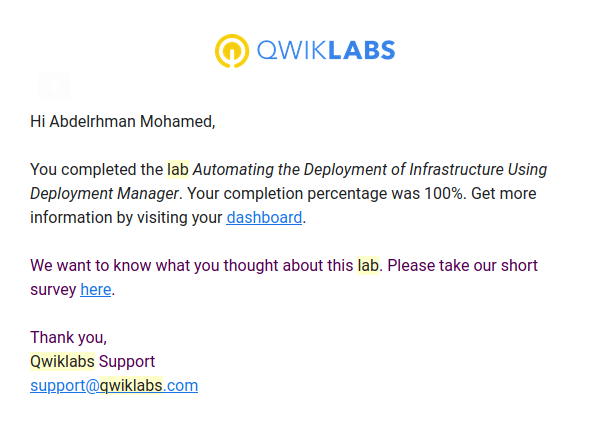 QWIKLABS
Hi Abdelrhman Mohamed,
You completed the lab Automating the Deployment of Infrastructure Using
Deployment Manager. Your completion percentage was 100%. Get more
information by visiting your dashboard.
We want to know what you thought about this lab. Please take our short
survey here.
Thank you,
Qwiklabs Support
support@qwiklabs.com